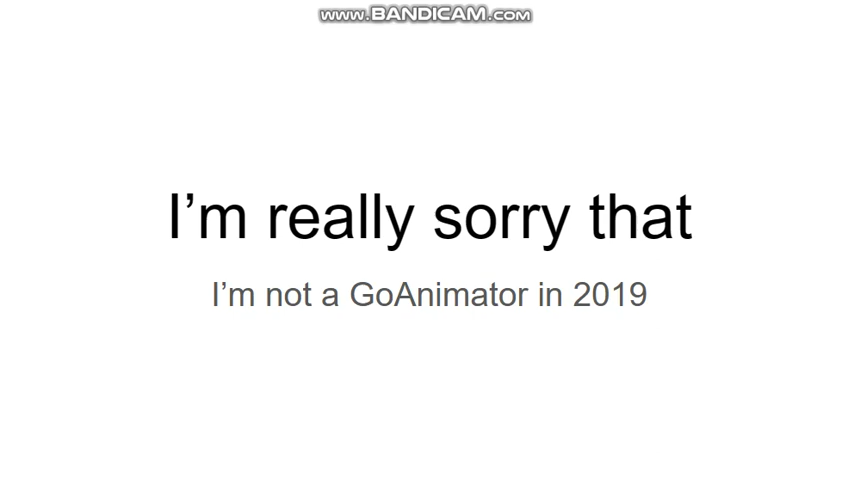 www.BANDICAM.com
I’m really sorry that
I’m not a GoAnimator in 2019